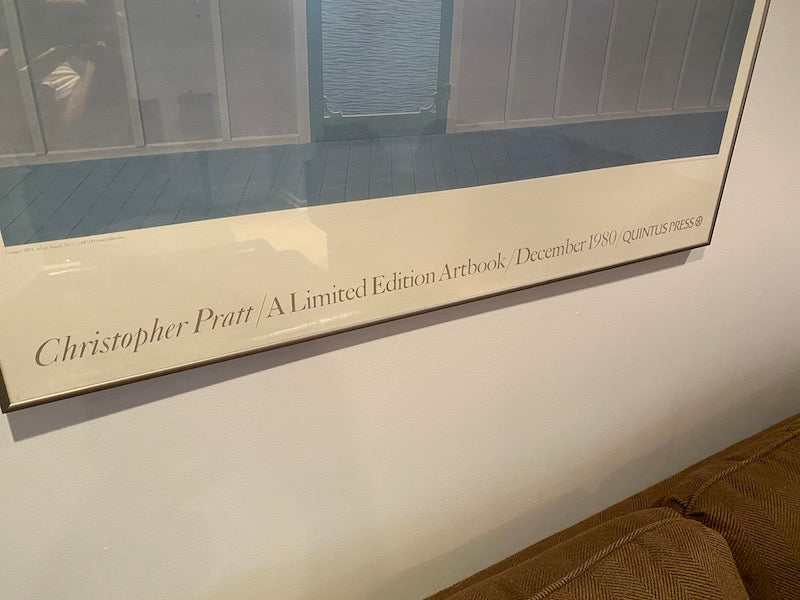 Christopher Pratt/A Limited Edition Artbook/December 1980/QUINTUS PRESS